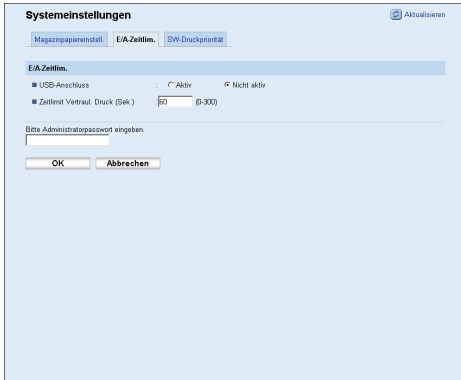 Systemeinstellungen
Aktualisieren
Magazinpapiereinstell. E/A-Zeitlim. SW-Druckpriorität
E/A-Zeitlim.
USB-Anschluss : Aktiv Nicht aktiv
Zeitlimit Vertraul. Druck (Sek.) : 60 (0-300)
Bitte Administratorpasswort eingeben.
OK Abbrechen